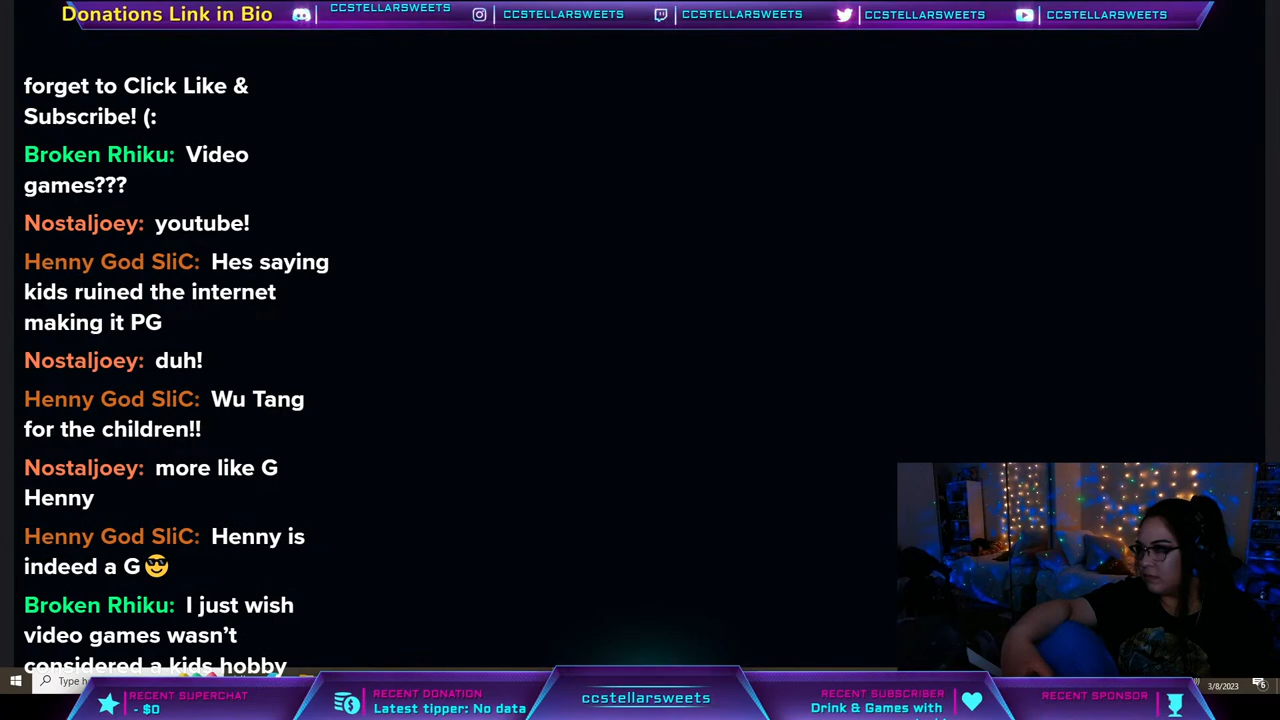 Donations Link in Bio
CCSTELLARSWEETS
CCSTELLARSWEETS
CCSTELLARSWEETS
CCSTELLARSWEETS
CCSTELLARSWEETS
forget to Click Like &
Subscribe! (:
Broken Rhiku: Video
games???
Nostaljoey: youtube!
Henny God SliC: Hes saying
kids ruined the internet
making it PG
Nostaljoey: duh!
Henny God SliC: Wu Tang
for the children!!
Nostaljoey: more like G
Henny
Henny God SliC: Henny is
indeed a G😎
Broken Rhiku: I just wish
video games wasn't
considered a kids hobby
Type h
3/8/2023
6
RECENT SUPERCHAT
- $0
RECENT DONATION
Latest tipper: No data
ccstellarsweets
RECENT SUBSCRIBER
Drink & Games with
RECENT SPONSOR